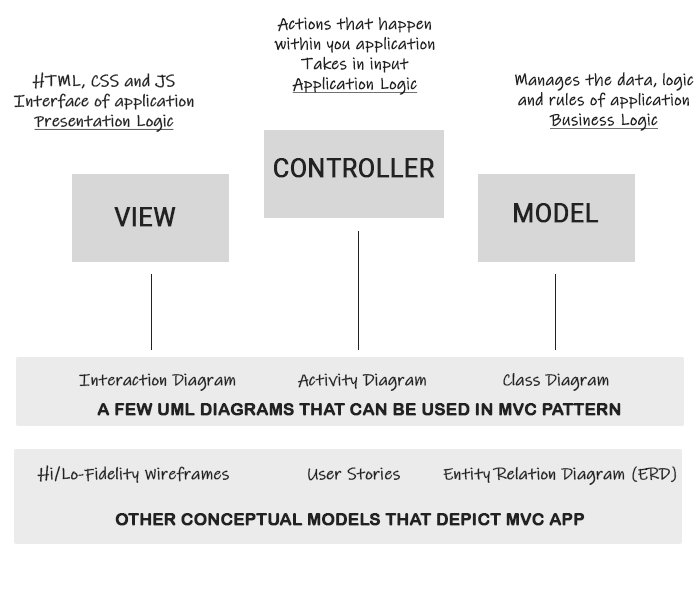 Actions that happen
within you application
Takes in input
Application Logic
HTML, CSS and JS
Interface of application
Presentation Logic
Manages the data, logic
and rules of application
Business Logic
VIEW
CONTROLLER
MODEL
Interaction Diagram
Activity Diagram
Class Diagram
A FEW UML DIAGRAMS THAT CAN BE USED IN MVC PATTERN
Hi/Lo-Fidelity Wireframes
User Stories
Entity Relation Diagram (ERD)
OTHER CONCEPTUAL MODELS THAT DEPICT MVC APP